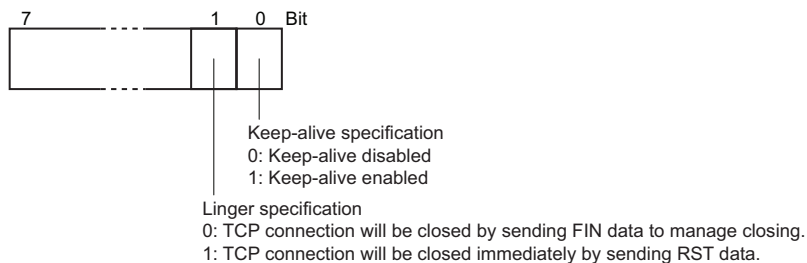 7 1 0 Bit
Keep-alive specification
0: Keep-alive disabled
1: Keep-alive enabled
Linger specification
0: TCP connection will be closed by sending FIN data to manage closing.
1: TCP connection will be closed immediately by sending RST data.